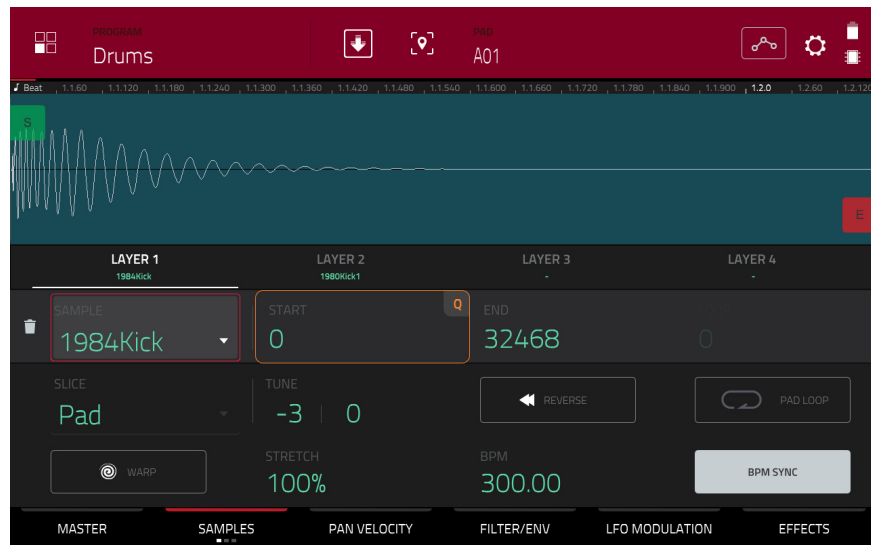 PROGRAM
Drums
PAD
A01
Beat 1.1.60 1.1.120 1.1.180 1.1.240 1.1.300 1.1.360 1.1.420 1.1.480 1.1.540 1.1.600 1.1.660 1.1.720 1.1.780 1.1.840 1.1.900 1.2.0 1.2.60 1.2.120
S
E
LAYER 1 LAYER 2 LAYER 3 LAYER 4
1984Kick 1980Kick1 - -
SAMPLE START Q END
1984Kick 0 32468 0
SLICE TUNE
Pad -3 0 REVERSE PAD LOOP
WARP STRETCH BPM BPM SYNC
100% 300.00
MASTER SAMPLES PAN VELOCITY FILTER/ENV LFO MODULATION EFFECTS